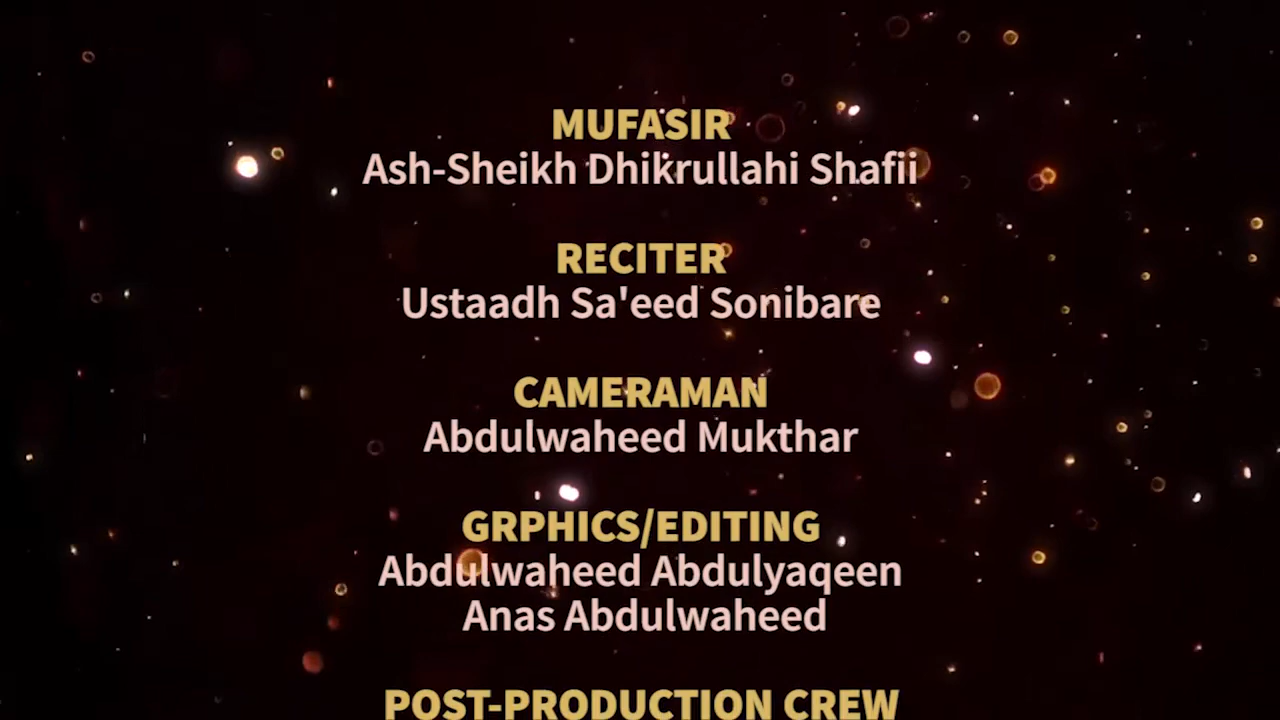 MUFASIR
Ash-Sheikh Dhikrullahi Shafii
RECITER
Ustaadh Sa'eed Sonibare
CAMERAMAN
Abdulwaheed Mukthar
GRPHICS/EDITING
Abdulwaheed Abdulyaqeen
Anas Abdulwaheed
POST-PRODUCTION CREW